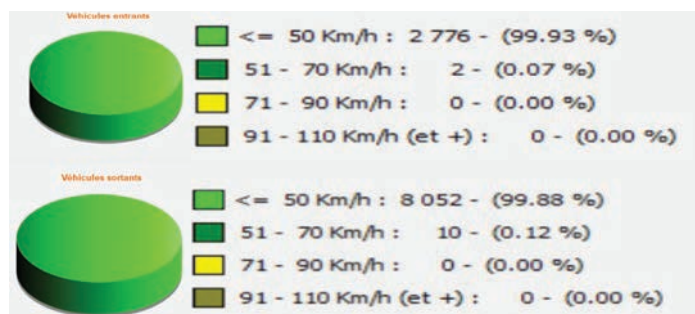 Véhicules entrants
<= 50 Km/h : 2 776 - (99.93 %)
51 - 70 Km/h : 2 - (0.07 %)
71 - 90 Km/h : 0 - (0.00 %)
91 - 110 Km/h (et +) : 0 - (0.00 %)
Véhicules sortants
<= 50 Km/h : 8 052 - (99.88 %)
51 - 70 Km/h : 10 - (0.12 %)
71 - 90 Km/h : 0 - (0.00 %)
91 - 110 Km/h (et +) : 0 - (0.00 %)